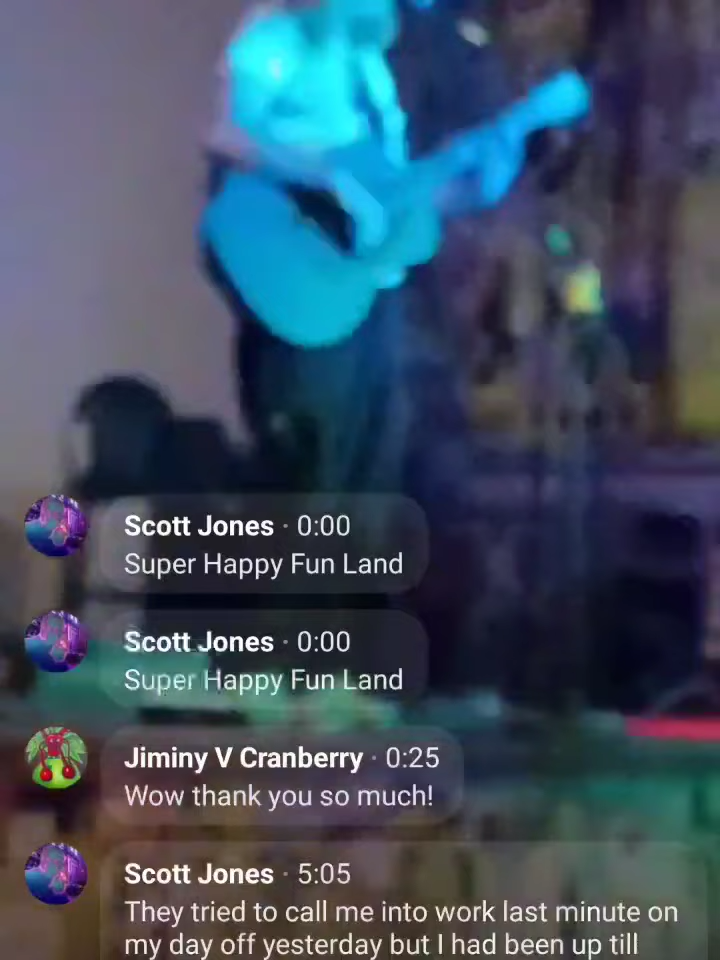 Scott Jones · 0:00
Super Happy Fun Land
Scott Jones · 0:00
Super Happy Fun Land
Jiminy V Cranberry · 0:25
Wow thank you so much!
Scott Jones · 5:05
They tried to call me into work last minute on
my day off yesterday but I had been up till